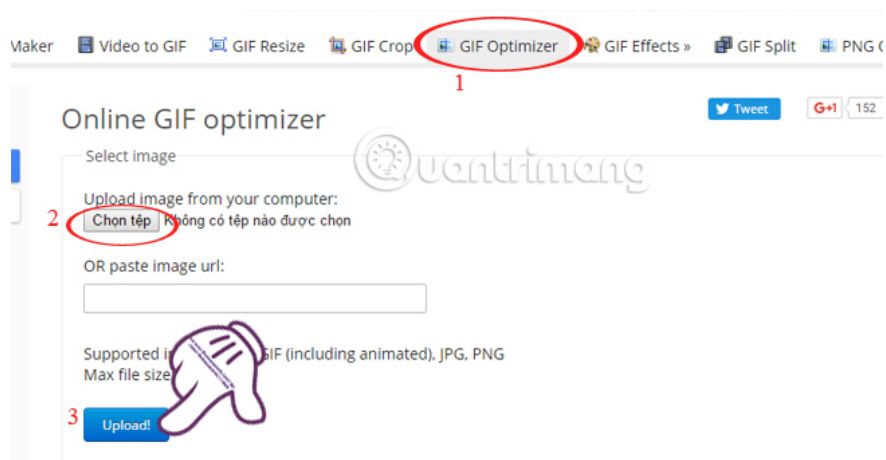 Maker Video to GIF GIF Resize GIF Crop GIF Optimizer GIF Effects » GIF Split PNG
1
Online GIF optimizer
Tweet G+1 152
Select image
Quantrimang
Upload image from your computer:
2 Chọn tệp Không có tệp nào được chọn
OR paste image url:
Supported GIF (including animated), JPG, PNG
Max file size
3 Upload!